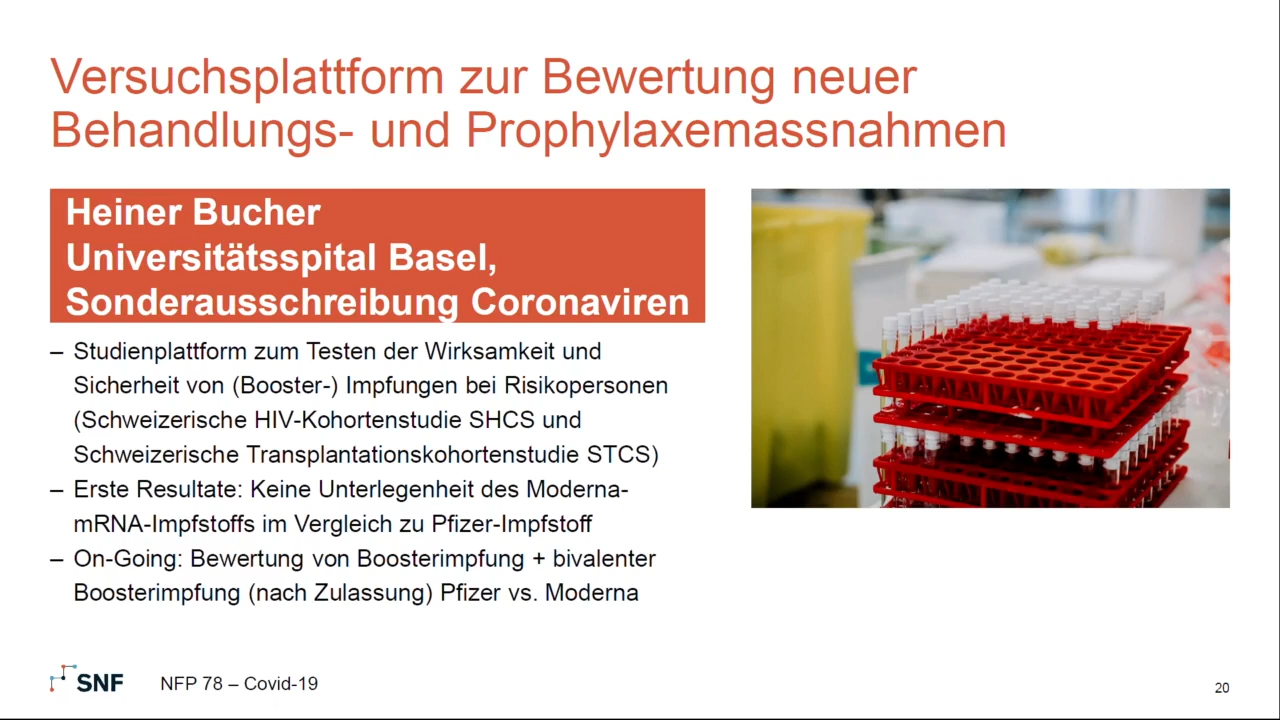 Versuchsplattform zur Bewertung neuer
Behandlungs- und Prophylaxemassnahmen
Heiner Bucher
Universitätsspital Basel,
Sonderausschreibung Coronaviren
– Studienplattform zum Testen der Wirksamkeit und
Sicherheit von (Booster-) Impfungen bei Risikopersonen
(Schweizerische HIV-Kohortenstudie SHCS und
Schweizerische Transplantationskohortenstudie STCS)
– Erste Resultate: Keine Unterlegenheit des Moderna-
mRNA-Impfstoffs im Vergleich zu Pfizer-Impfstoff
– On-Going: Bewertung von Boosterimpfung + bivalenter
Boosterimpfung (nach Zulassung) Pfizer vs. Moderna
SNF
NFP 78 – Covid-19
20